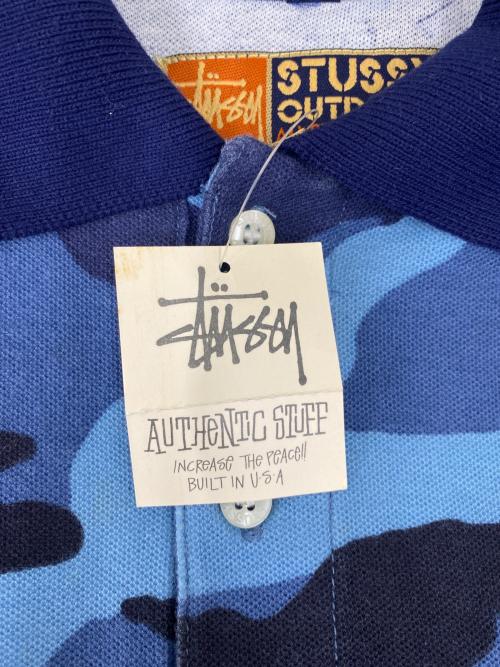 Stüssy
STUSSY
OUTD
Stüssy
AUTHENTIC STUFF
INCREASE THE PEACE!!
BUILT IN U·S·A